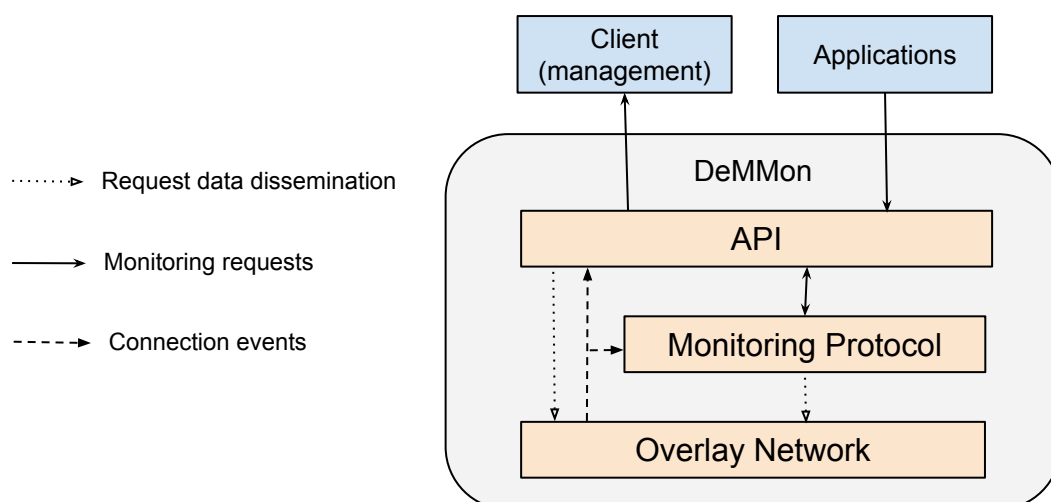 Client
(management)
Applications
DeMMon
Request data dissemination
API
Monitoring requests
Monitoring Protocol
Connection events
Overlay Network